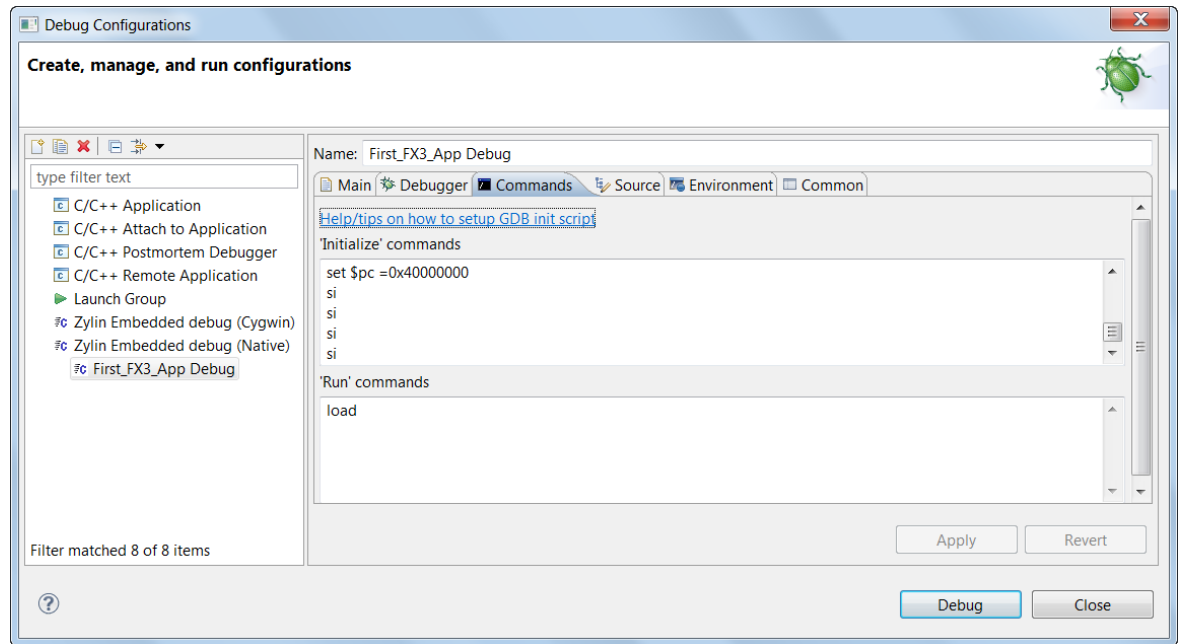 Debug Configurations
X
Create, manage, and run configurations
type filter text
C/C++ Application
C/C++ Attach to Application
C/C++ Postmortem Debugger
C/C++ Remote Application
Launch Group
Zylin Embedded debug (Cygwin)
Zylin Embedded debug (Native)
First_FX3_App Debug
Filter matched 8 of 8 items
Name: First_FX3_App Debug
Main Debugger Commands Source Environment Common
Help/tips on how to setup GDB init script
'Initialize' commands
set $pc =0x40000000
si
si
si
si
'Run' commands
load
Apply Revert
? Debug Close